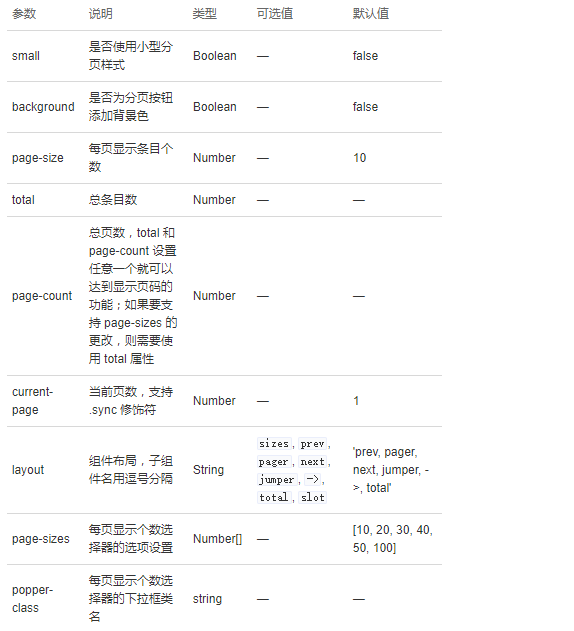 参数 说明 类型 可选值 默认值
small 是否使用小型分 Boolean — false
页样式
background 是否为分页按钮 Boolean — false
添加背景色
page-size 每页显示条目个 Number — 10
数
total 总条目数 Number — —
page-count 总页数，total 和 Number — —
page-count 设置
任意一个就可以
达到显示页码的
功能；如果要支
持 page-sizes 的
更改，则需要使
用 total 属性
current- 当前页数，支持 Number — 1
page .sync 修饰符
layout 组件布局，子组 String sizes, prev, 'prev, pager,
件名用逗号分隔 pager, next, next, jumper, -
jumper, ->, >, total'
total, slot
page-sizes 每页显示个数选 Number[] — [10, 20, 30, 40,
择器的选项设置 50, 100]
popper- 每页显示个数选 string — —
class 择器的下拉框类
名